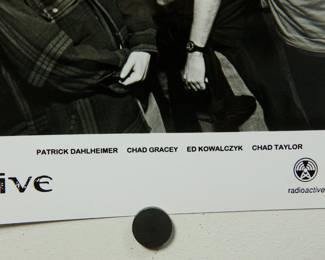 PATRICK DAHLHEIMER CHAD GRACEY ED KOWALCZYK CHAD TAYLOR
ive
radioactive